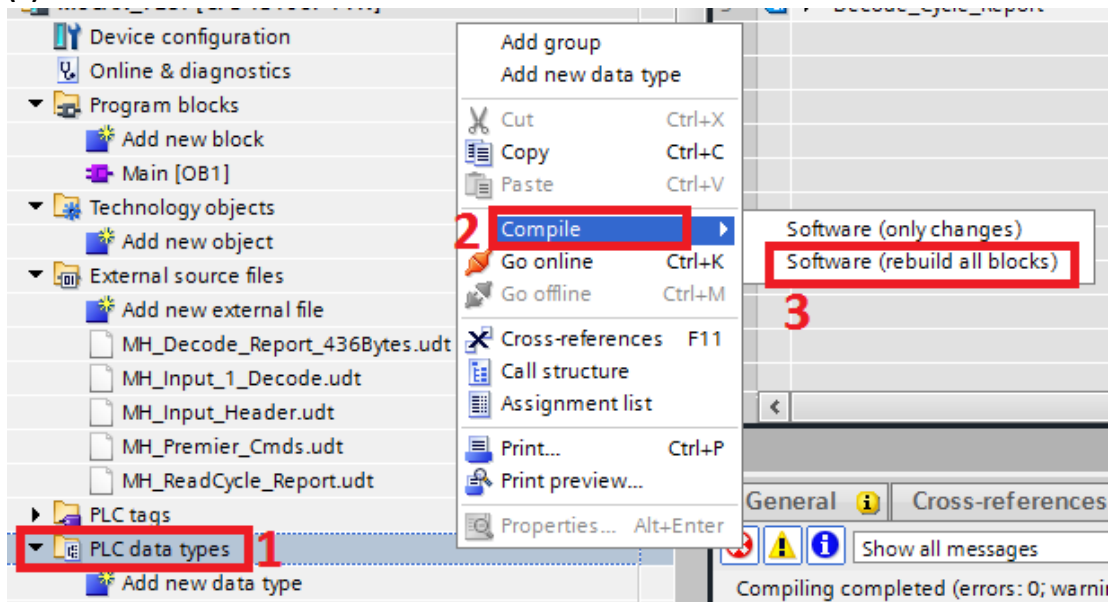 Device configuration
Online & diagnostics
Program blocks
Add new block
Main [OB1]
Technology objects
Add new object
External source files
Add new external file
MH_Decode_Report_436Bytes.udt
MH_Input_1_Decode.udt
MH_Input_Header.udt
MH_Premier_Cmds.udt
MH_ReadCycle_Report.udt
PLC tags
PLC data types 1
Add new data type
Add group
Add new data type
Cut Ctrl+X
Copy Ctrl+C
Paste Ctrl+V
2 Compile
Go online Ctrl+K
Go offline Ctrl+M
Cross-references F11
Call structure
Assignment list
Print... Ctrl+P
Print preview...
Properties... Alt+Enter
Decode_Cycle_Report
Software (only changes)
Software (rebuild all blocks)
3
General Cross-references
Show all messages
Compiling completed (errors: 0;